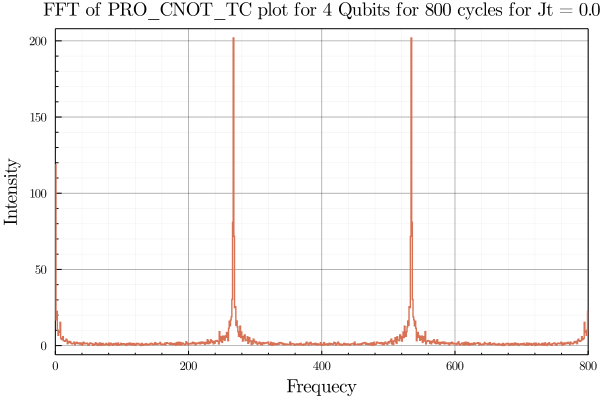 FFT of PRO_CNOT_TC plot for 4 Qubits for 800 cycles for Jt = 0.0
200
150
100
50
0
Intensity
0 200 400 600 800
Frequecy